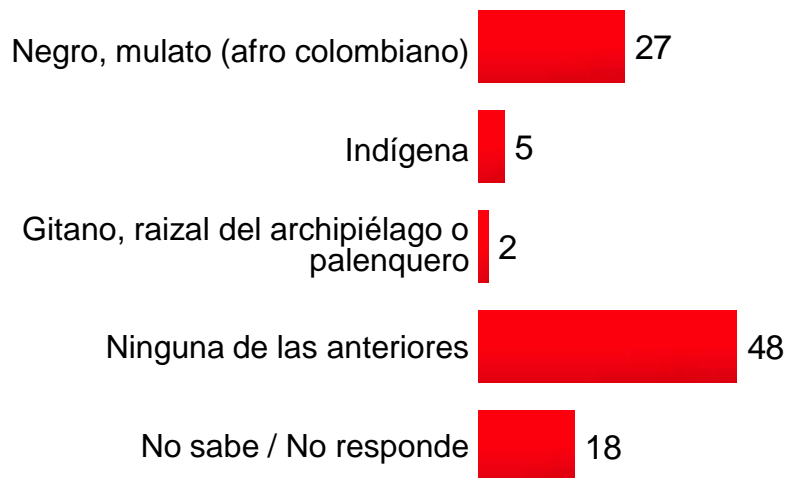 Negro, mulato (afro colombiano) 27
Indígena 5
Gitano, raizal del archipiélago o
palenquero 2
Ninguna de las anteriores 48
No sabe / No responde 18